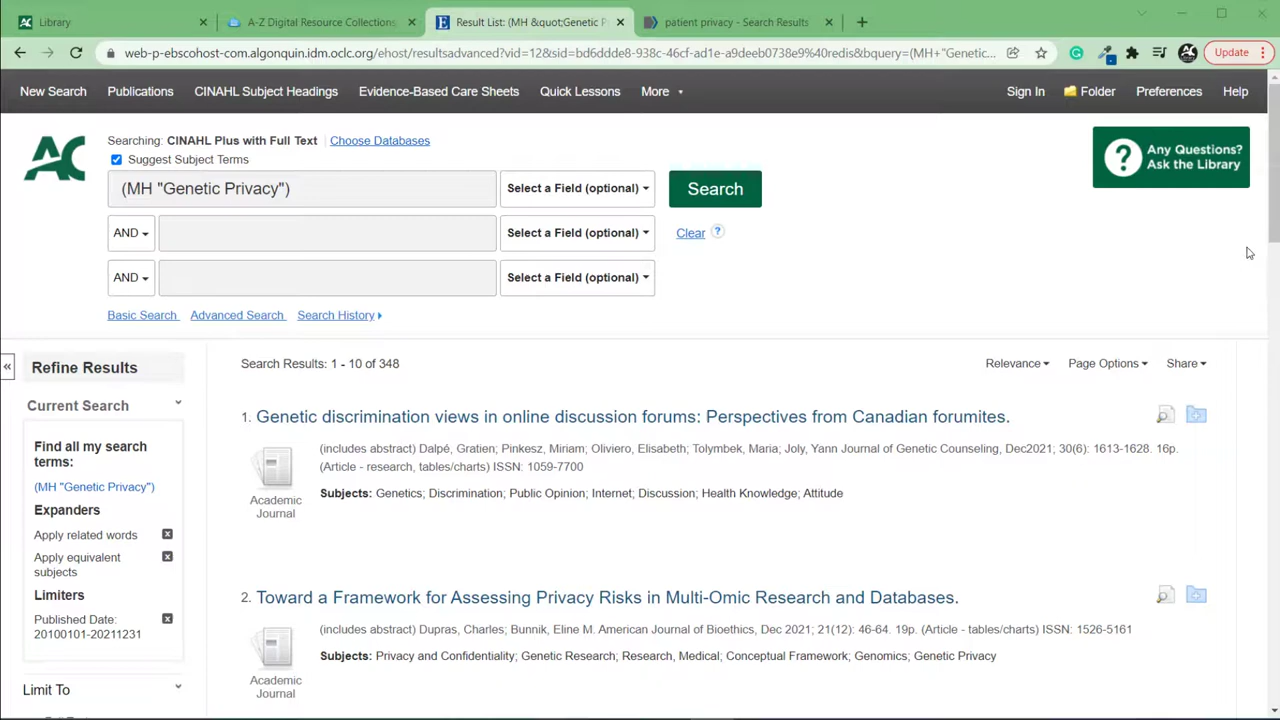 Library
A-Z Digital Resource Collections
Result List: (MH &quot;Genetic P
patient privacy - Search Results
web-p-ebscohost-com.algonquin.idm.oclc.org/ehost/resultsadvanced?vid=12&sid=bd6ddde8-938c-46cf-ad1e-a9deeb0738e9%40redis&bquery=(MH+"Genetic...
Update
New Search
Publications
CINAHL Subject Headings
Evidence-Based Care Sheets
Quick Lessons
More
Sign In
Folder
Preferences
Help
AC
Searching: CINAHL Plus with Full Text
Choose Databases
Suggest Subject Terms
(MH "Genetic Privacy")
Select a Field (optional)
Search
Any Questions?
Ask the Library
AND
Select a Field (optional)
Clear
?
AND
Select a Field (optional)
Basic Search
Advanced Search
Search History
Refine Results
Current Search
Find all my search
terms:
(MH "Genetic Privacy")
Expanders
Apply related words
Apply equivalent
subjects
Limiters
Published Date:
20100101-20211231
Limit To
Search Results: 1 - 10 of 348
Relevance
Page Options
Share
1. Genetic discrimination views in online discussion forums: Perspectives from Canadian forumites.
(includes abstract) Dalpé, Gratien; Pinkesz, Miriam; Oliviero, Elisabeth; Tolymbek, Maria; Joly, Yann Journal of Genetic Counseling, Dec2021; 30(6): 1613-1628. 16p.
(Article - research, tables/charts) ISSN: 1059-7700
Academic
Journal
Subjects: Genetics; Discrimination; Public Opinion; Internet; Discussion; Health Knowledge; Attitude
2. Toward a Framework for Assessing Privacy Risks in Multi-Omic Research and Databases.
(includes abstract) Dupras, Charles; Bunnik, Eline M. American Journal of Bioethics, Dec 2021; 21(12): 46-64. 19p. (Article - tables/charts) ISSN: 1526-5161
Subjects: Privacy and Confidentiality; Genetic Research; Research, Medical; Conceptual Framework; Genomics; Genetic Privacy
Academic
Journal